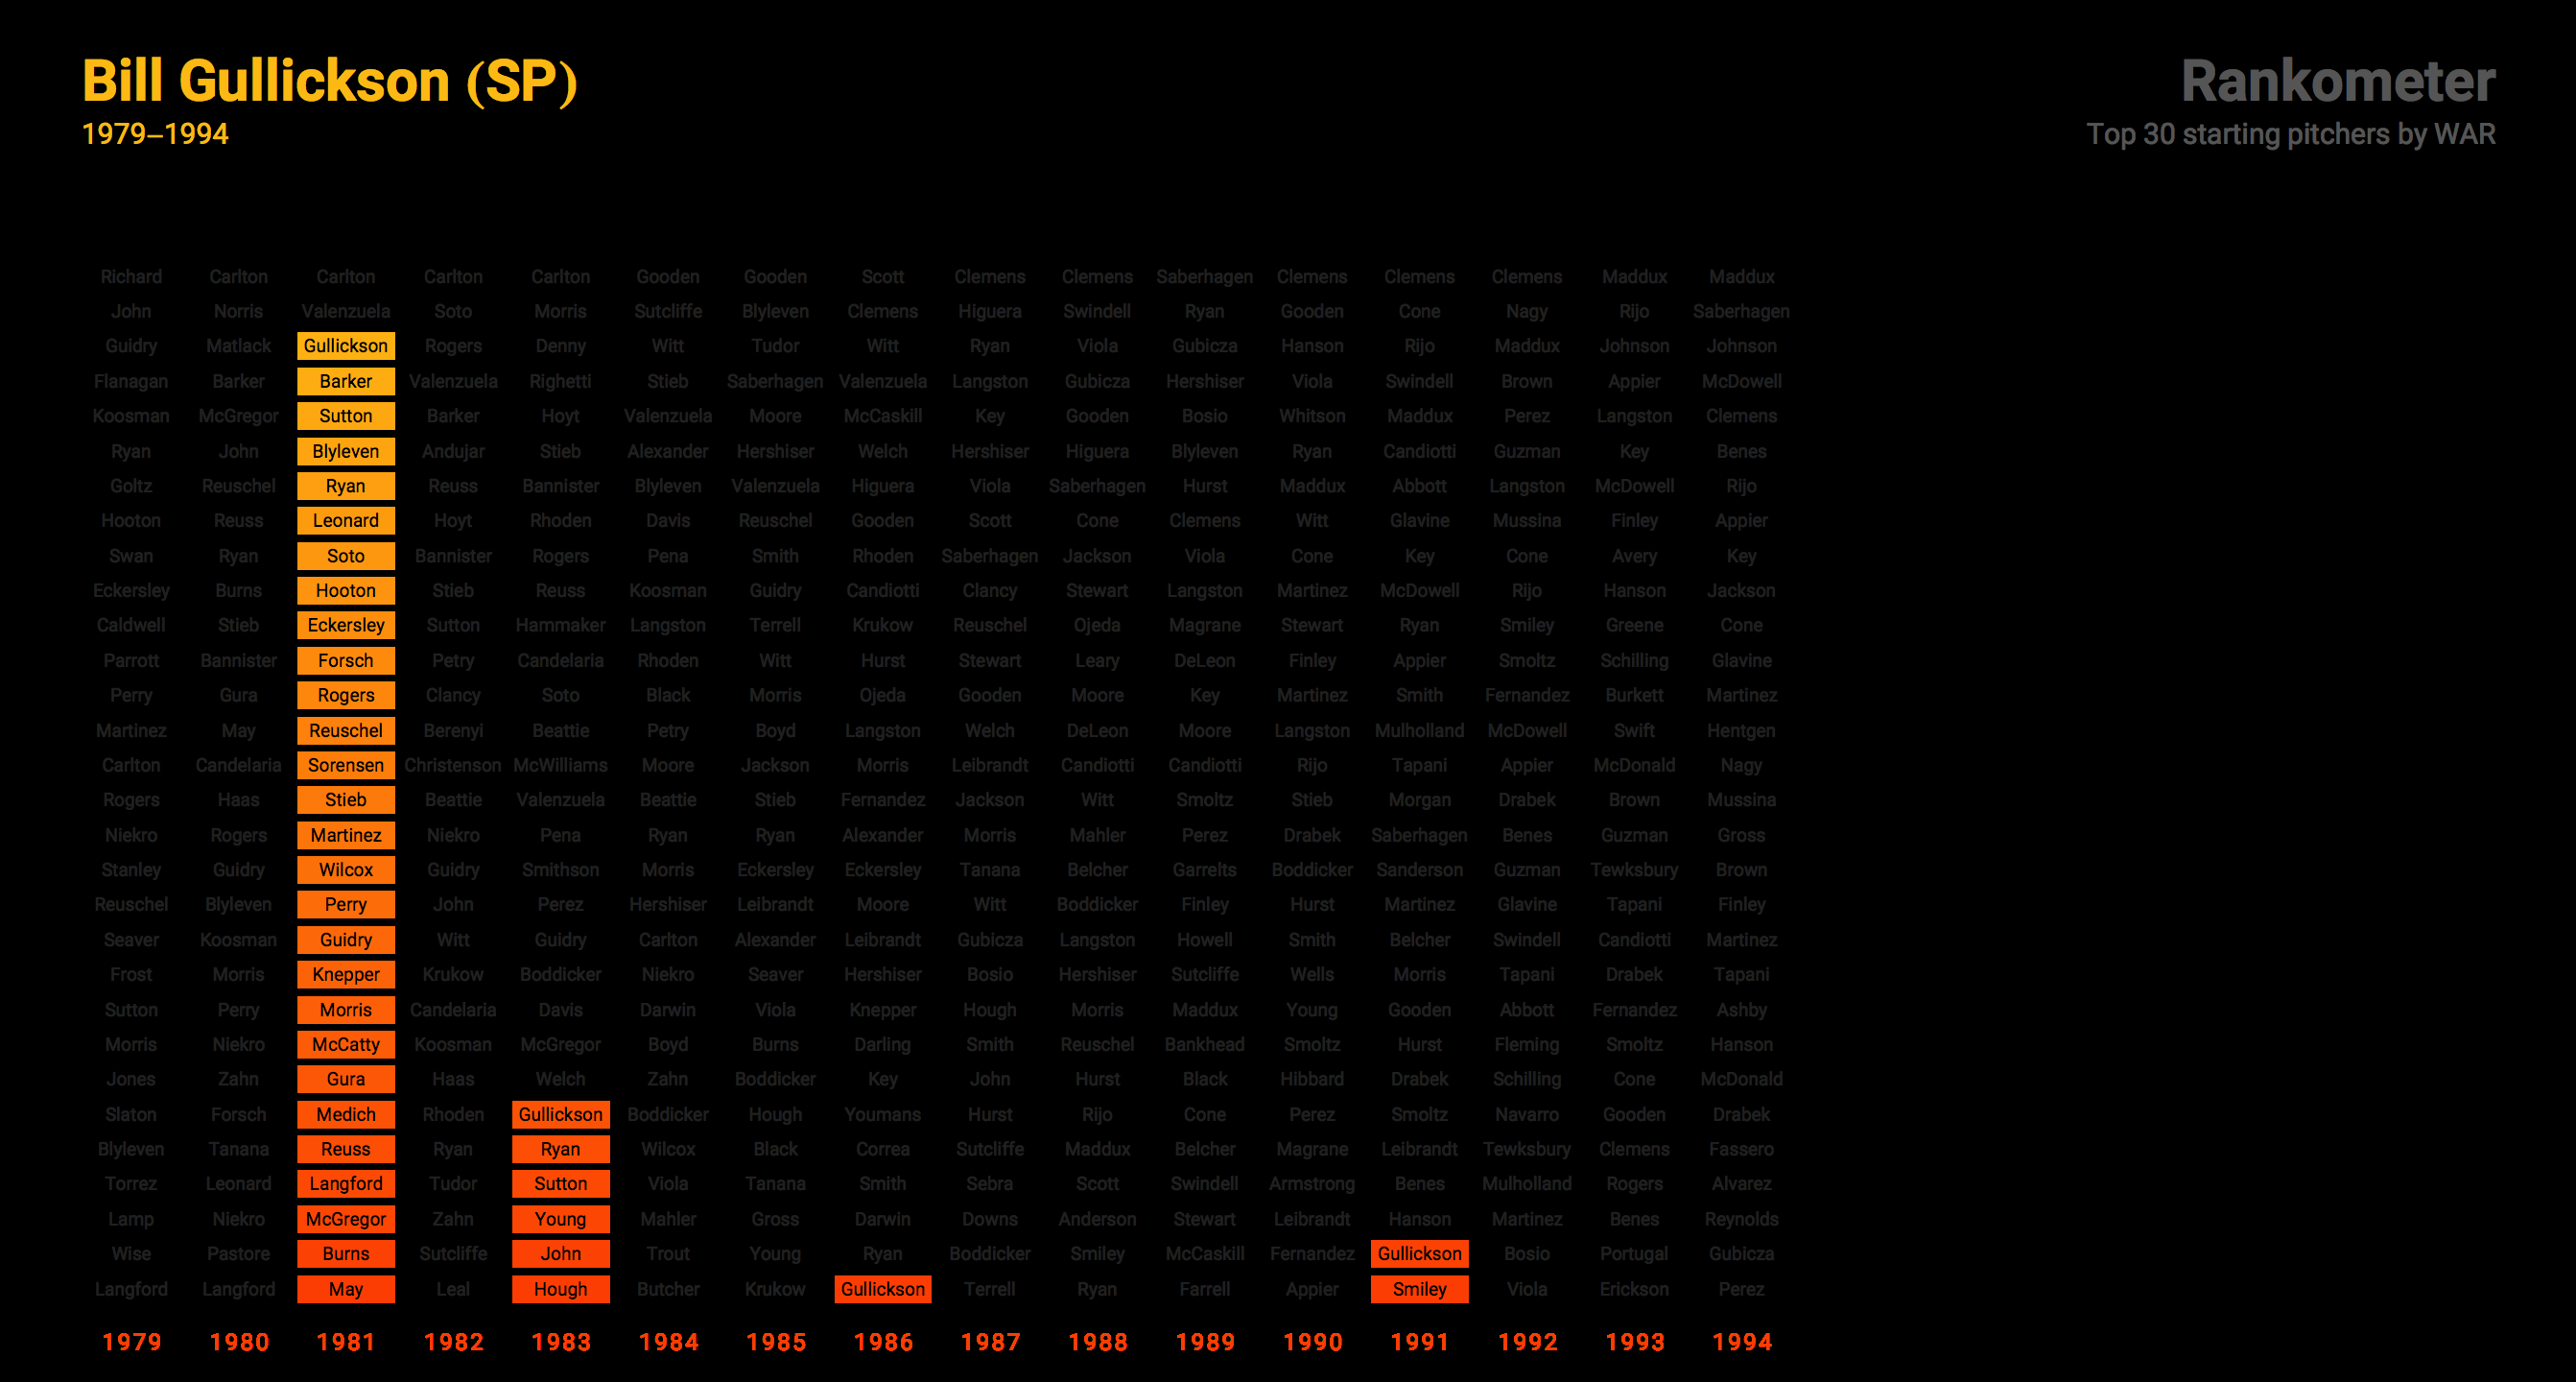 Bill Gullickson (SP)
1979–1994
Rankometer
Top 30 starting pitchers by WAR
Richard Carlton Carlton Carlton Carlton Gooden Gooden Scott Clemens Clemens Saberhagen Clemens Clemens Clemens Maddux Maddux
John Norris Valenzuela Soto Morris Sutcliffe Blyleven Clemens Higuera Swindell Ryan Gooden Cone Nagy Rijo Saberhagen
Guidry Matlack Gullickson Rogers Denny Witt Tudor Witt Ryan Viola Gubicza Hanson Rijo Maddux Johnson Johnson
Flanagan Barker Barker Valenzuela Righetti Stieb Saberhagen Valenzuela Langston Gubicza Hershiser Viola Swindell Brown Appier McDowell
Koosman McGregor Sutton Barker Hoyt Valenzuela Moore McCaskill Key Gooden Bosio Whitson Maddux Perez Langston Clemens
Ryan John Blyleven Andujar Stieb Alexander Hershiser Welch Hershiser Higuera Blyleven Ryan Candiotti Guzman Key Benes
Goltz Reuschel Ryan Reuss Bannister Blyleven Valenzuela Higuera Viola Saberhagen Hurst Maddux Abbott Langston McDowell Rijo
Hooton Reuss Leonard Hoyt Rhoden Davis Reuschel Gooden Scott Cone Clemens Witt Glavine Mussina Finley Appier
Swan Ryan Soto Bannister Rogers Pena Smith Rhoden Saberhagen Jackson Viola Cone Key Cone Avery Key
Eckersley Burns Hooton Stieb Reuss Koosman Guidry Candiotti Clancy Stewart Langston Martinez McDowell Rijo Hanson Jackson
Caldwell Stieb Eckersley Sutton Hammaker Langston Terrell Krukow Reuschel Ojeda Magrane Stewart Ryan Smiley Greene Cone
Parrott Bannister Forsch Petry Candelaria Rhoden Witt Hurst Stewart Leary DeLeon Finley Appier Smoltz Schilling Glavine
Perry Gura Rogers Clancy Soto Black Morris Ojeda Gooden Moore Key Martinez Smith Fernandez Burkett Martinez
Martinez May Reuschel Berenyi Beattie Petry Boyd Langston Welch DeLeon Moore Langston Mulholland McDowell Swift Hentgen
Carlton Candelaria Sorensen Christenson McWilliams Moore Jackson Morris Leibrandt Candiotti Candiotti Rijo Tapani Appier McDonald Nagy
Rogers Haas Stieb Beattie Valenzuela Beattie Stieb Fernandez Jackson Witt Smoltz Stieb Morgan Drabek Brown Mussina
Niekro Rogers Martinez Niekro Pena Ryan Ryan Alexander Morris Mahler Perez Drabek Saberhagen Benes Guzman Gross
Stanley Guidry Wilcox Guidry Smithson Morris Eckersley Eckersley Tanana Belcher Garrelts Boddicker Sanderson Guzman Tewksbury Brown
Reuschel Blyleven Perry John Perez Hershiser Leibrandt Moore Witt Boddicker Finley Hurst Martinez Glavine Tapani Finley
Seaver Koosman Guidry Witt Guidry Carlton Alexander Leibrandt Gubicza Langston Howell Smith Belcher Swindell Candiotti Martinez
Frost Morris Knepper Krukow Boddicker Niekro Seaver Hershiser Bosio Hershiser Sutcliffe Wells Morris Tapani Drabek Tapani
Sutton Perry Morris Candelaria Davis Darwin Viola Knepper Hough Morris Maddux Young Gooden Abbott Fernandez Ashby
Morris Niekro McCatty Koosman McGregor Boyd Burns Darling Smith Reuschel Bankhead Smoltz Hurst Fleming Smoltz Hanson
Jones Zahn Gura Haas Welch Zahn Boddicker Key John Hurst Black Hibbard Drabek Schilling Cone McDonald
Slaton Forsch Medich Rhoden Gullickson Boddicker Hough Youmans Hurst Rijo Cone Perez Smoltz Navarro Gooden Drabek
Blyleven Tanana Reuss Ryan Ryan Wilcox Black Correa Sutcliffe Maddux Belcher Magrane Leibrandt Tewksbury Clemens Fassero
Torrez Leonard Langford Tudor Sutton Viola Tanana Smith Sebra Scott Swindell Armstrong Benes Mulholland Rogers Alvarez
Lamp Niekro McGregor Zahn Young Mahler Gross Darwin Downs Anderson Stewart Leibrandt Hanson Martinez Benes Reynolds
Wise Pastore Burns Sutcliffe John Trout Young Ryan Boddicker Smiley McCaskill Fernandez Gullickson Bosio Portugal Gubicza
Langford Langford May Leal Hough Butcher Krukow Gullickson Terrell Ryan Farrell Appier Smiley Viola Erickson Perez
1979 1980 1981 1982 1983 1984 1985 1986 1987 1988 1989 1990 1991 1992 1993 1994